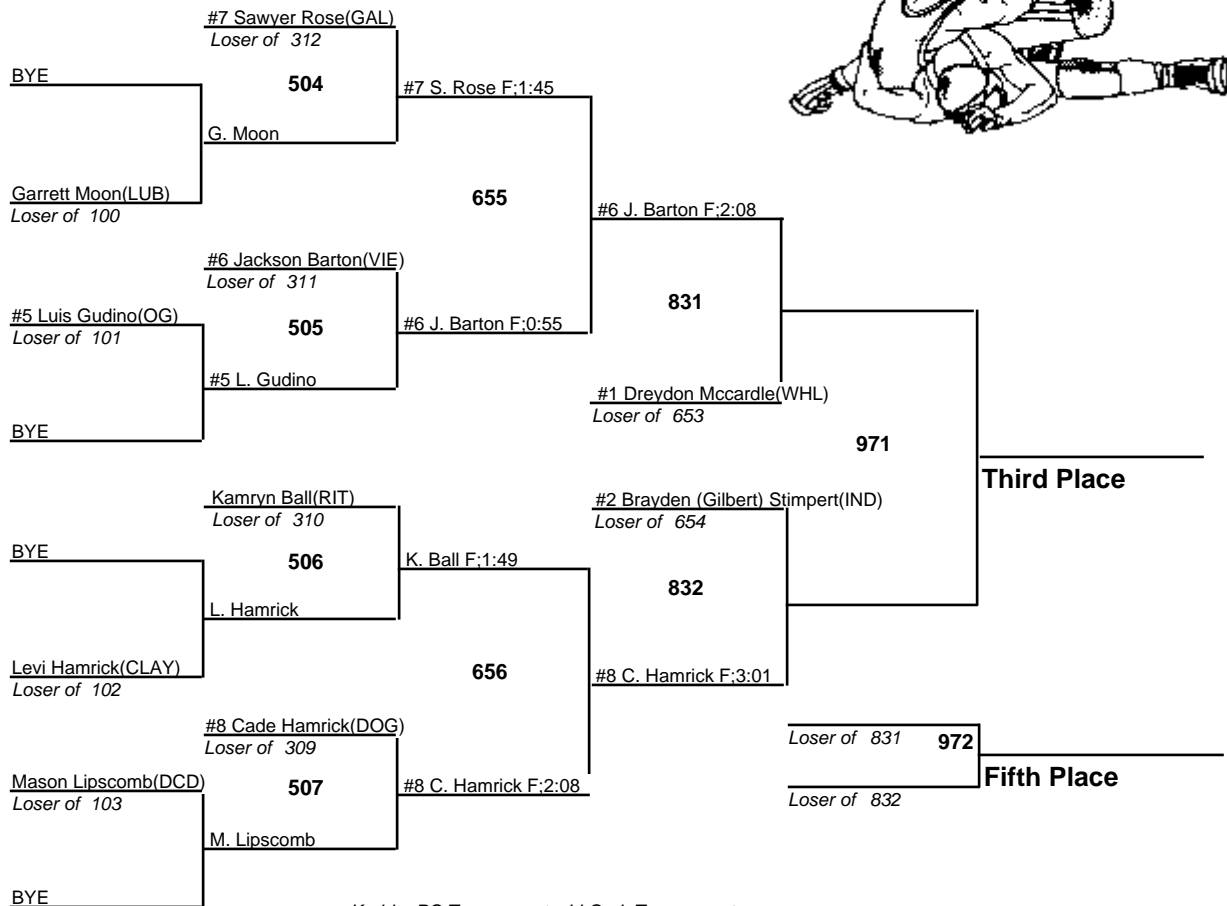 #7 Sawyer Rose(GAL)
Loser of 312
BYE
504
#7 S. Rose F;1:45
G. Moon
Garrett Moon(LUB)
Loser of 100
655
#6 J. Barton F;2:08
#6 Jackson Barton(VIE)
Loser of 311
831
#5 Luis Gudino(OG)
Loser of 101
505
#6 J. Barton F;0:55
#5 L. Gudino
#1 Dreydon Mccardle(WHL)
Loser of 653
BYE
971
Third Place
Kamryn Ball(RIT)
Loser of 310
#2 Brayden (Gilbert) Stimpert(IND)
Loser of 654
BYE
506
K. Ball F;1:49
832
L. Hamrick
Levi Hamrick(CLAY)
Loser of 102
656
#8 C. Hamrick F;3:01
#8 Cade Hamrick(DOG)
Loser of 309
Loser of 831
972
Fifth Place
Mason Lipscomb(DCD)
Loser of 103
507
#8 C. Hamrick F;2:08
Loser of 832
M. Lipscomb
BYE